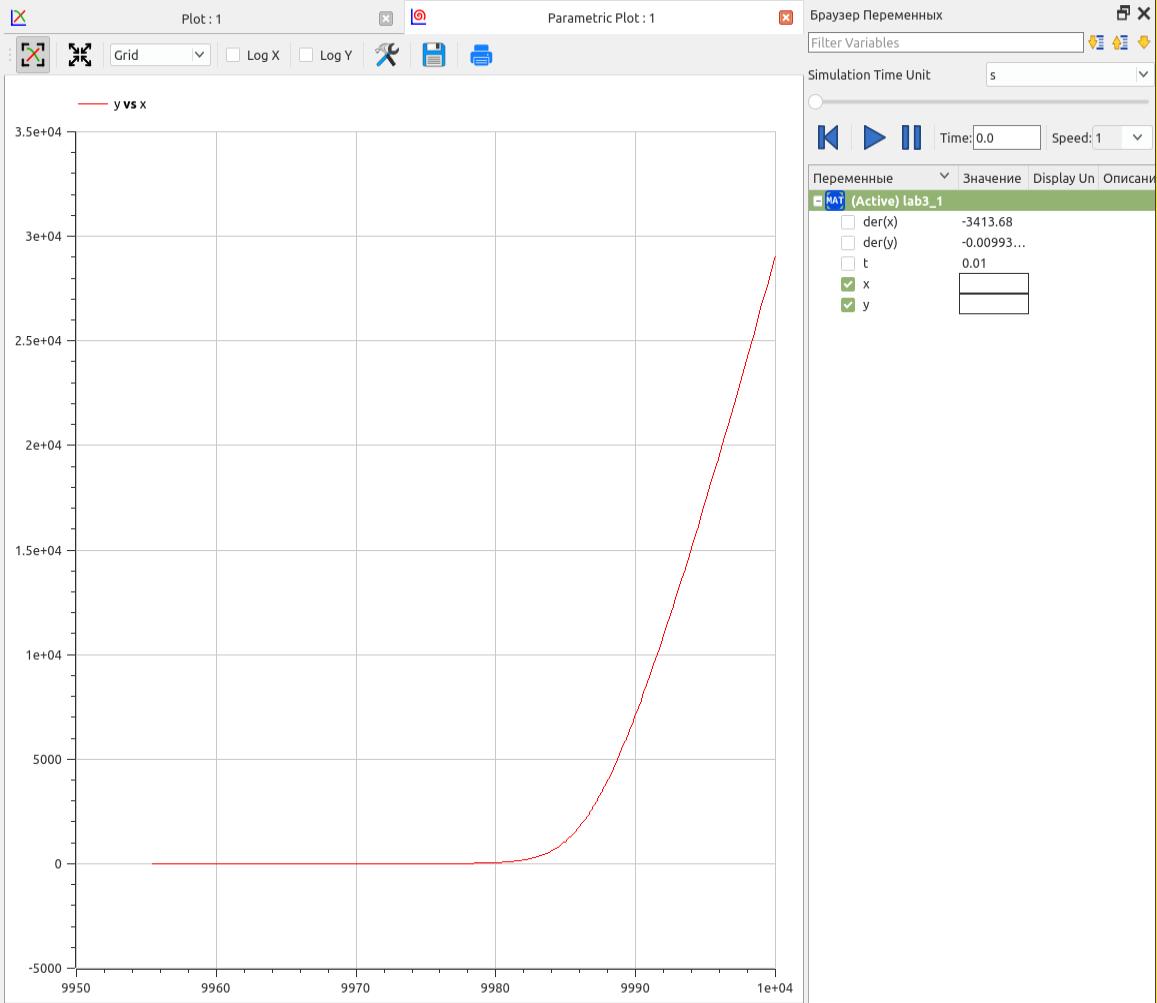 Plot : 1
Parametric Plot : 1
Браузер Переменных
Grid
Log X
Log Y
Filter Variables
Simulation Time Unit
s
Time:
0.0
Speed:
1
Переменные
Значение
Display Un
Описани
MAT
(Active) lab3_1
der(x)
-3413.68
der(y)
-0.00993...
t
0.01
x
y
y vs x
3.5e+04
3e+04
2.5e+04
2e+04
1.5e+04
1e+04
5000
0
-5000
9950
9960
9970
9980
9990
1e+04